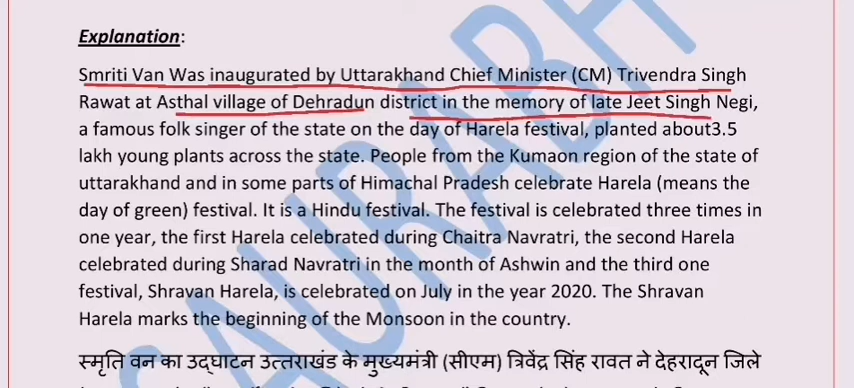 Explanation:
Smriti Van Was inaugurated by Uttarakhand Chief Minister (CM) Trivendra Singh
Rawat at Asthal village of Dehradun district in the memory of late Jeet Singh Negi,
a famous folk singer of the state on the day of Harela festival, planted about3.5
lakh young plants across the state. People from the Kumaon region of the state of
uttarakhand and in some parts of Himachal Pradesh celebrate Harela (means the
day of green) festival. It is a Hindu festival. The festival is celebrated three times in
one year, the first Harela celebrated during Chaitra Navratri, the second Harela
celebrated during Sharad Navratri in the month of Ashwin and the third one
festival, Shravan Harela, is celebrated on July in the year 2020. The Shravan
Harela marks the beginning of the Monsoon in the country.
स्मृति वन का उद्घाटन उत्तराखंड के मुख्यमंत्री (सीएम) त्रिवेंद्र सिंह रावत ने देहरादून जिले
SAURABH